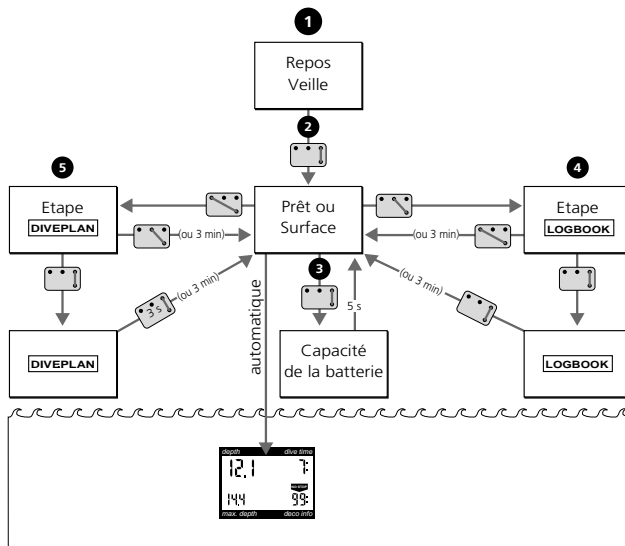 1
Repos
Veille
2
5
4
Etape
DIVEPLAN
Prêt ou
Surface
Etape
LOGBOOK
(ou 3 min)
(ou 3 min)
3
3 s
(ou 3 min)
5 s
(ou 3 min)
automatique
DIVEPLAN
Capacité
de la batterie
LOGBOOK
depth dive time
12.1 7:
NO STOP
14.4 99:
max. depth deco info